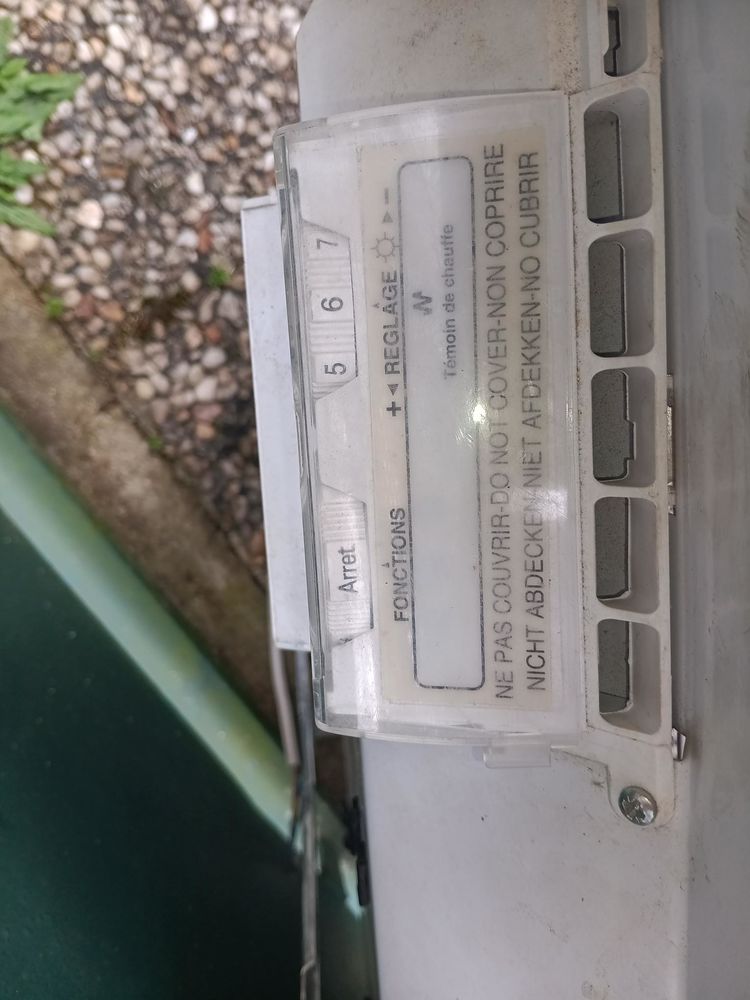 Arret 5 6 7
FONCTIONS + REGLAGE -
Témoin de chauffe
NE PAS COUVRIR-DO NOT COVER-NON COPRIRE
NICHT ABDECKEN-NIET AFDEKKEN-NO CUBRIR